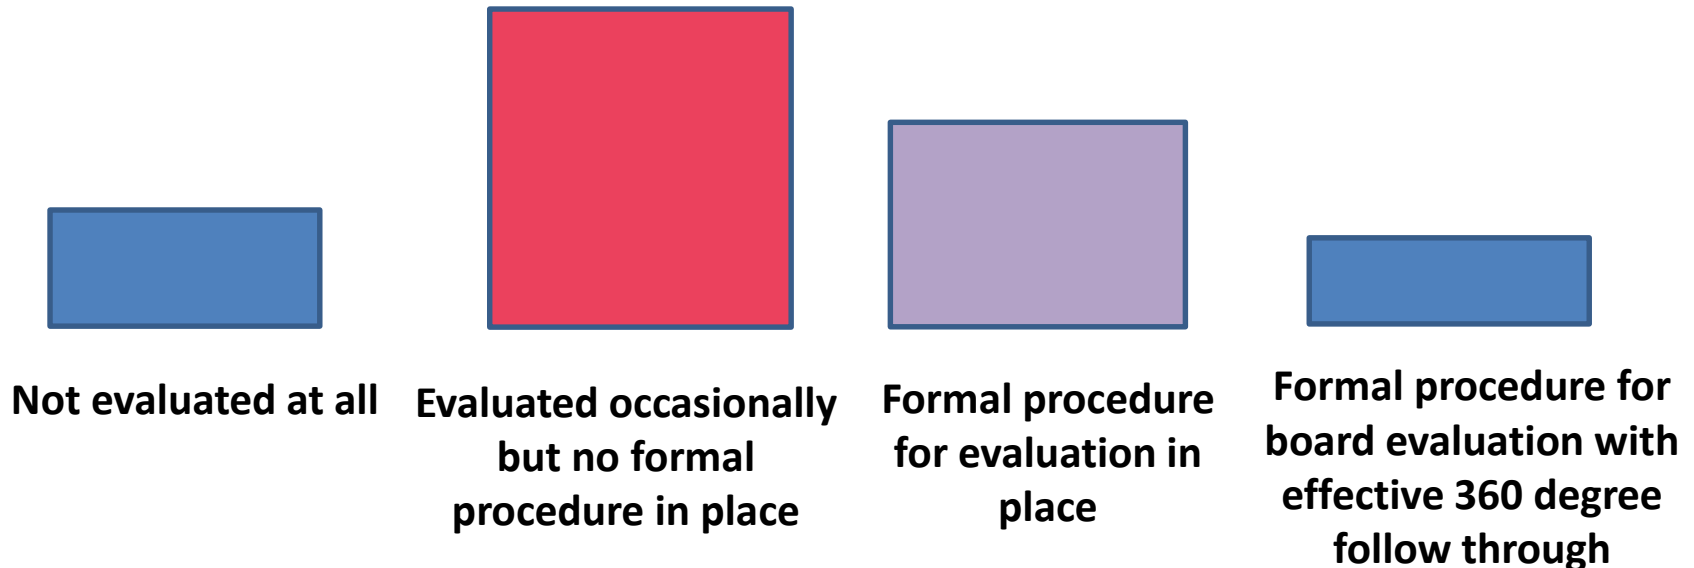 Not evaluated at all
Evaluated occasionally
but no formal
procedure in place
Formal procedure
for evaluation in
place
Formal procedure for
board evaluation with
effective 360 degree
follow through